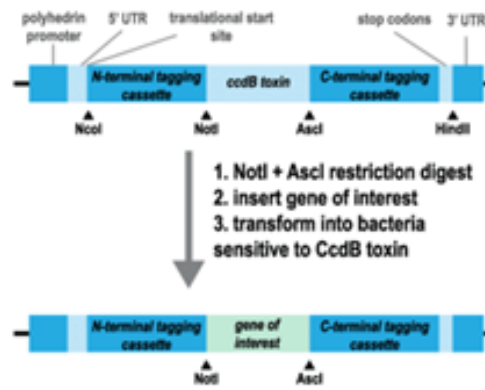 polyhedrin promoter
5' UTR
translational start site
stop codons
3' UTR
N-terminal tagging cassette
ccdB toxin
C-terminal tagging cassette
NcoI
NotI
AscI
HindII
1. NotI + AscI restriction digest
2. insert gene of interest
3. transform into bacteria
sensitive to CcdB toxin
N-terminal tagging cassette
gene of interest
C-terminal tagging cassette
NotI
AscI